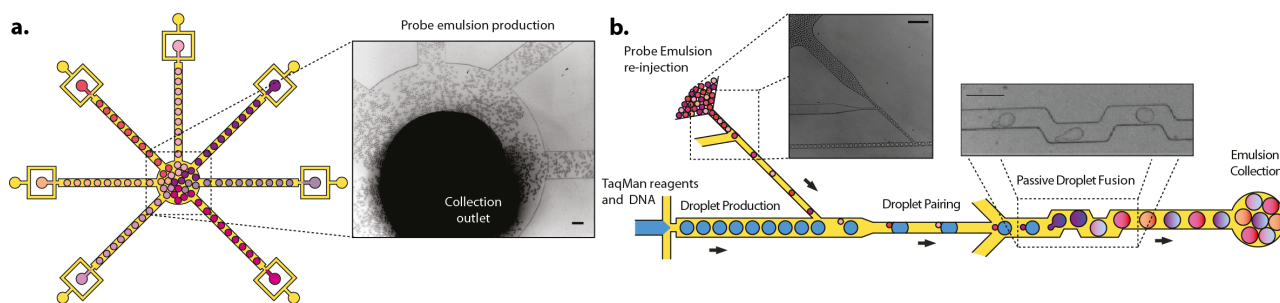 a.
Probe emulsion production
Collection
outlet
b.
Probe Emulsion
re-injection
TaqMan reagents
and DNA
Droplet Production
Droplet Pairing
Passive Droplet Fusion
Emulsion
Collection